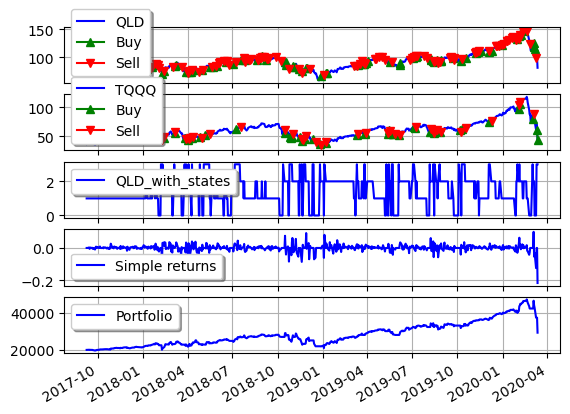 QLD
Buy
Sell
150
100
TQQQ
Buy
Sell
100
50
QLD_with_states
2
0
Simple returns
0.0
−0.2
Portfolio
40000
20000
2017-10 2018-01 2018-04 2018-07 2018-10 2019-01 2019-04 2019-07 2019-10 2020-01 2020-04